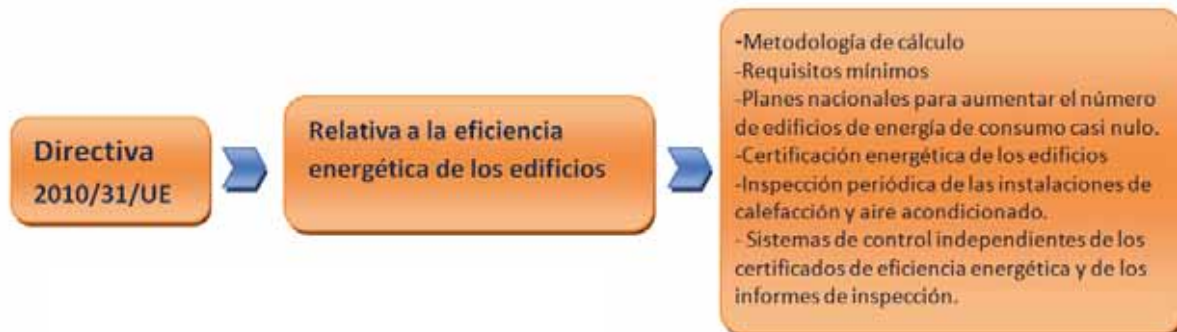 Directiva
2010/31/UE
Relativa a la eficiencia
energética de los edificios
-Metodología de cálculo
-Requisitos mínimos
-Planes nacionales para aumentar el número
de edificios de energía de consumo casi nulo.
-Certificación energética de los edificios
-Inspección periódica de las instalaciones de
calefacción y aire acondicionado.
- Sistemas de control independientes de los
certificados de eficiencia energética y de los
informes de inspección.